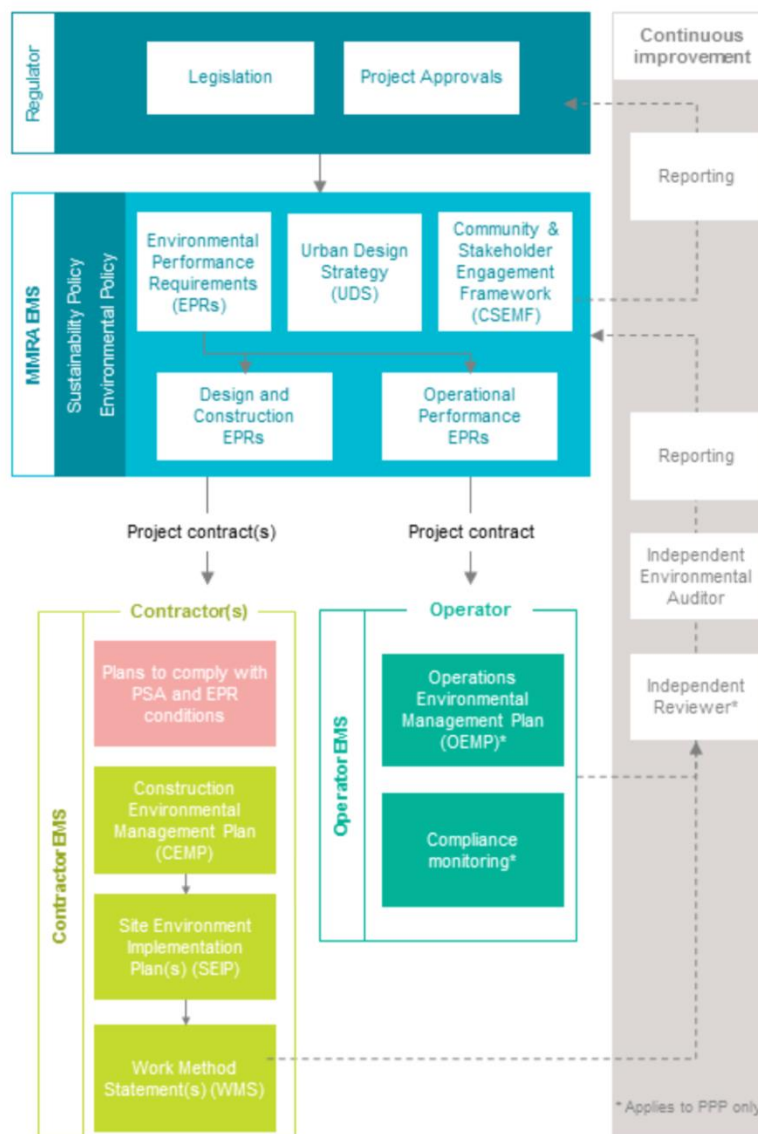 Continuous
improvement
Regulator
Legislation
Project Approvals
Reporting
MMRA EMS
Sustainability Policy
Environmental Policy
Environmental
Performance
Requirements
(EPRs)
Urban Design
Strategy
(UDS)
Community &
Stakeholder
Engagement
Framework
(CSEMF)
Design and
Construction
EPRs
Operational
Performance
EPRs
Reporting
Project contract(s)
Project contract
Independent
Environmental
Auditor
Independent
Reviewer*
Contractor(s)
Contractor EMS
Plans to comply with
PSA and EPR
conditions
Construction
Environmental
Management Plan
(CEMP)
Site Environment
Implementation
Plan(s) (SEIP)
Work Method
Statement(s) (WMS)
Operator
Operator EMS
Operations
Environmental
Management Plan
(OEMP)*
Compliance
monitoring*
* Applies to PPP only